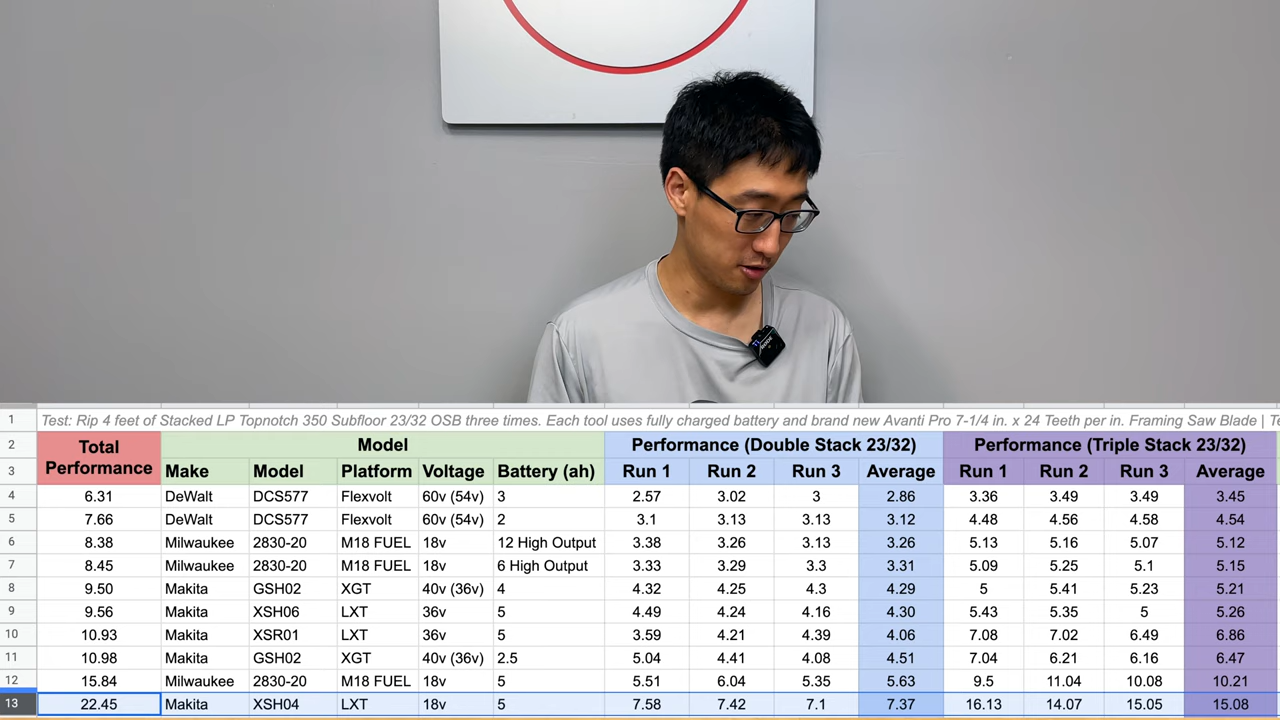 1 Test: Rip 4 feet of Stacked LP Topnotch 350 Subfloor 23/32 OSB three times. Each tool uses fully charged battery and brand new Avanti Pro 7-1/4 in. x 24 Teeth per in. Framing Saw Blade |
2 Total Performance Model Performance (Double Stack 23/32) Performance (Triple Stack 23/32)
3 Make Model Platform Voltage Battery (ah) Run 1 Run 2 Run 3 Average Run 1 Run 2 Run 3 Average
4 6.31 DeWalt DCS577 Flexvolt 60v (54v) 3 2.57 3.02 3 2.86 3.36 3.49 3.49 3.45
5 7.66 DeWalt DCS577 Flexvolt 60v (54v) 2 3.1 3.13 3.13 3.12 4.48 4.56 4.58 4.54
6 8.38 Milwaukee 2830-20 M18 FUEL 18v 12 High Output 3.38 3.26 3.13 3.26 5.13 5.16 5.07 5.12
7 8.45 Milwaukee 2830-20 M18 FUEL 18v 6 High Output 3.33 3.29 3.3 3.31 5.09 5.25 5.1 5.15
8 9.50 Makita GSH02 XGT 40v (36v) 4 4.32 4.25 4.3 4.29 5 5.41 5.23 5.21
9 9.56 Makita XSH06 LXT 36v 5 4.49 4.24 4.16 4.30 5.43 5.35 5 5.26
10 10.93 Makita XSR01 LXT 36v 5 3.59 4.21 4.39 4.06 7.08 7.02 6.49 6.86
11 10.98 Makita GSH02 XGT 40v (36v) 2.5 5.04 4.41 4.08 4.51 7.04 6.21 6.16 6.47
12 15.84 Milwaukee 2830-20 M18 FUEL 18v 5 5.51 6.04 5.35 5.63 9.5 11.04 10.08 10.21
13 22.45 Makita XSH04 LXT 18v 5 7.58 7.42 7.1 7.37 16.13 14.07 15.05 15.08